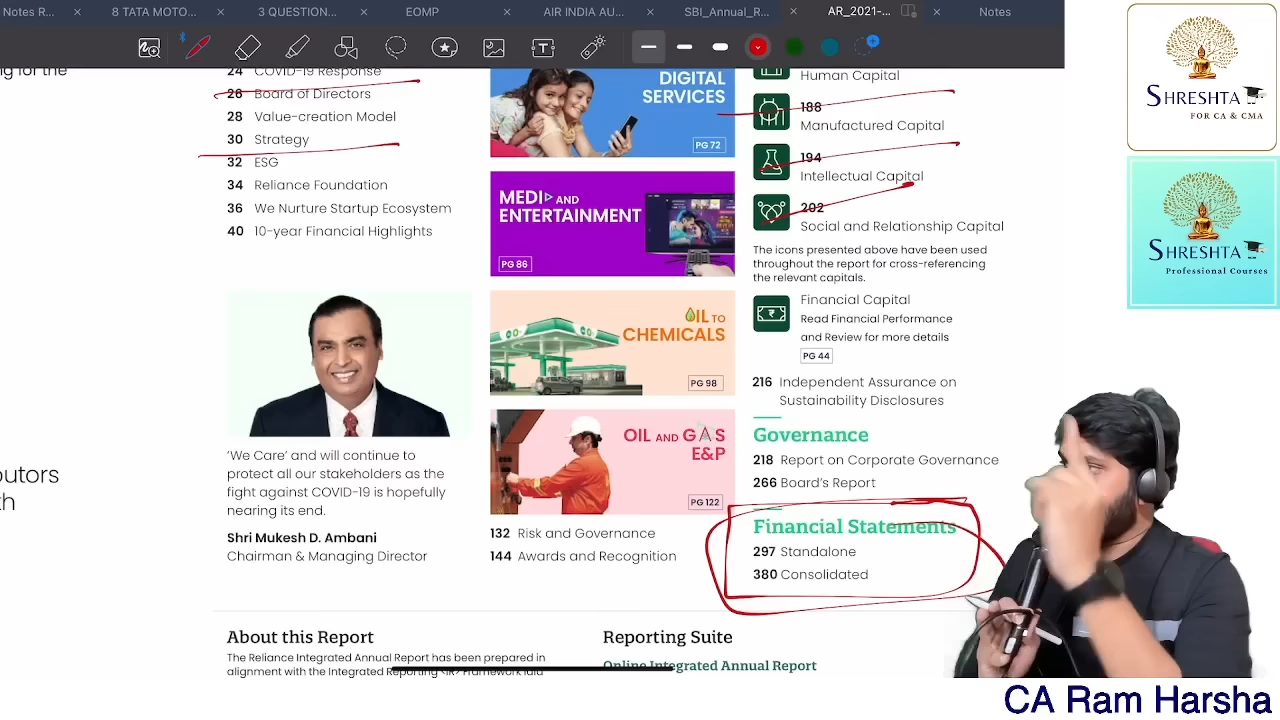 Notes R...
8 TATA MOTO...
3 QUESTION...
EOMP
AIR INDIA AU...
SBI_Annual_R...
AR_2021-...
Notes
24 COVID-19 Response
26 Board of Directors
28 Value-creation Model
30 Strategy
32 ESG
34 Reliance Foundation
36 We Nurture Startup Ecosystem
40 10-year Financial Highlights
'We Care' and will continue to
protect all our stakeholders as the
fight against COVID-19 is hopefully
nearing its end.
Shri Mukesh D. Ambani
Chairman & Managing Director
DIGITAL
SERVICES
PG 72
MEDIA AND
ENTERTAINMENT
PG 86
OIL TO
CHEMICALS
PG 98
OIL AND GAS
E&P
PG 122
132 Risk and Governance
144 Awards and Recognition
Human Capital
188
Manufactured Capital
194
Intellectual Capital
202
Social and Relationship Capital
The icons presented above have been used
throughout the report for cross-referencing
the relevant capitals.
Financial Capital
Read Financial Performance
and Review for more details
PG 44
216 Independent Assurance on
Sustainability Disclosures
Governance
218 Report on Corporate Governance
266 Board's Report
Financial Statements
297 Standalone
380 Consolidated
About this Report
The Reliance Integrated Annual Report has been prepared in
alignment with the Integrated Reporting <IR> Framework laid
Reporting Suite
Online Integrated Annual Report
SHRESHTA
FOR CA & CMA
SHRESHTA
Professional Courses
CA Ram Harsha